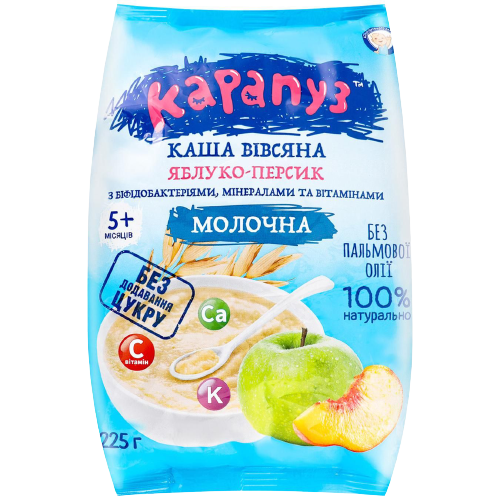 Карапуз™
КАША ВІВСЯНА
ЯБЛУКО-ПЕРСИК
З БІФІДОБАКТЕРІЯМИ, МІНЕРАЛАМИ ТА ВІТАМІНАМИ
МОЛОЧНА
5+
МІСЯЦІВ
БЕЗ
ПАЛЬМОВОЇ
ОЛІЇ
100%
натурально
БЕЗ
ДОДАВАННЯ
ЦУКРУ
Ca
C
вітамін
K
225 г